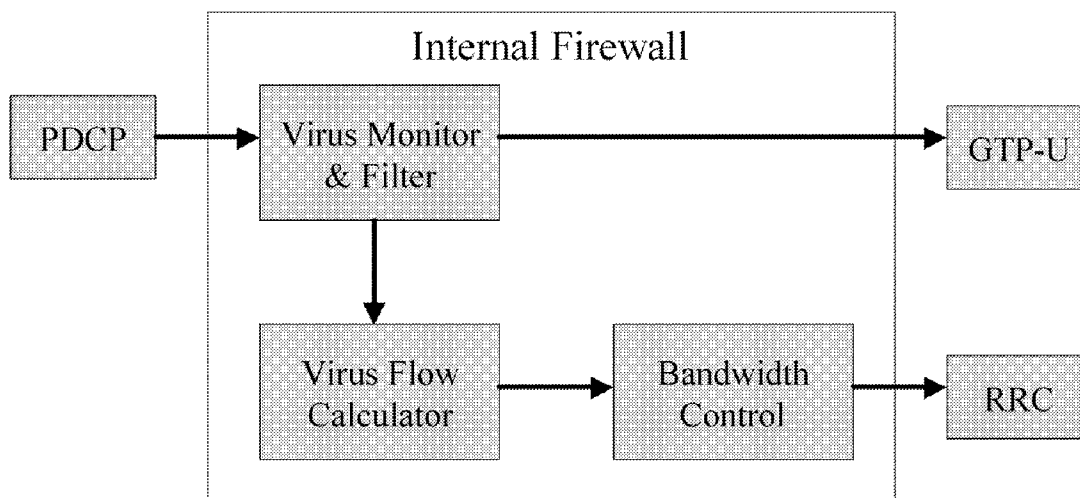 Internal Firewall
PDCP
Virus Monitor
& Filter
GTP-U
Virus Flow
Calculator
Bandwidth
Control
RRC